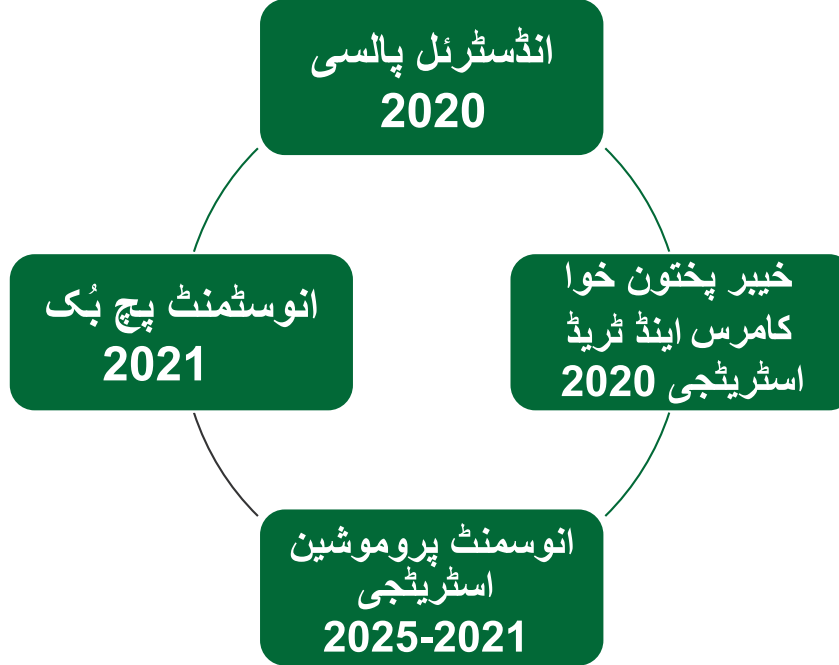 انڈسٹرئل پالسی
2020
خیبر پختون خوا
کامرس اینڈ ٹریڈ
اسٹریٹجی 2020
انوسمنٹ پروموشین
اسٹریٹجی
2025-2021
انوسٹمنٹ پچ بُک
2021